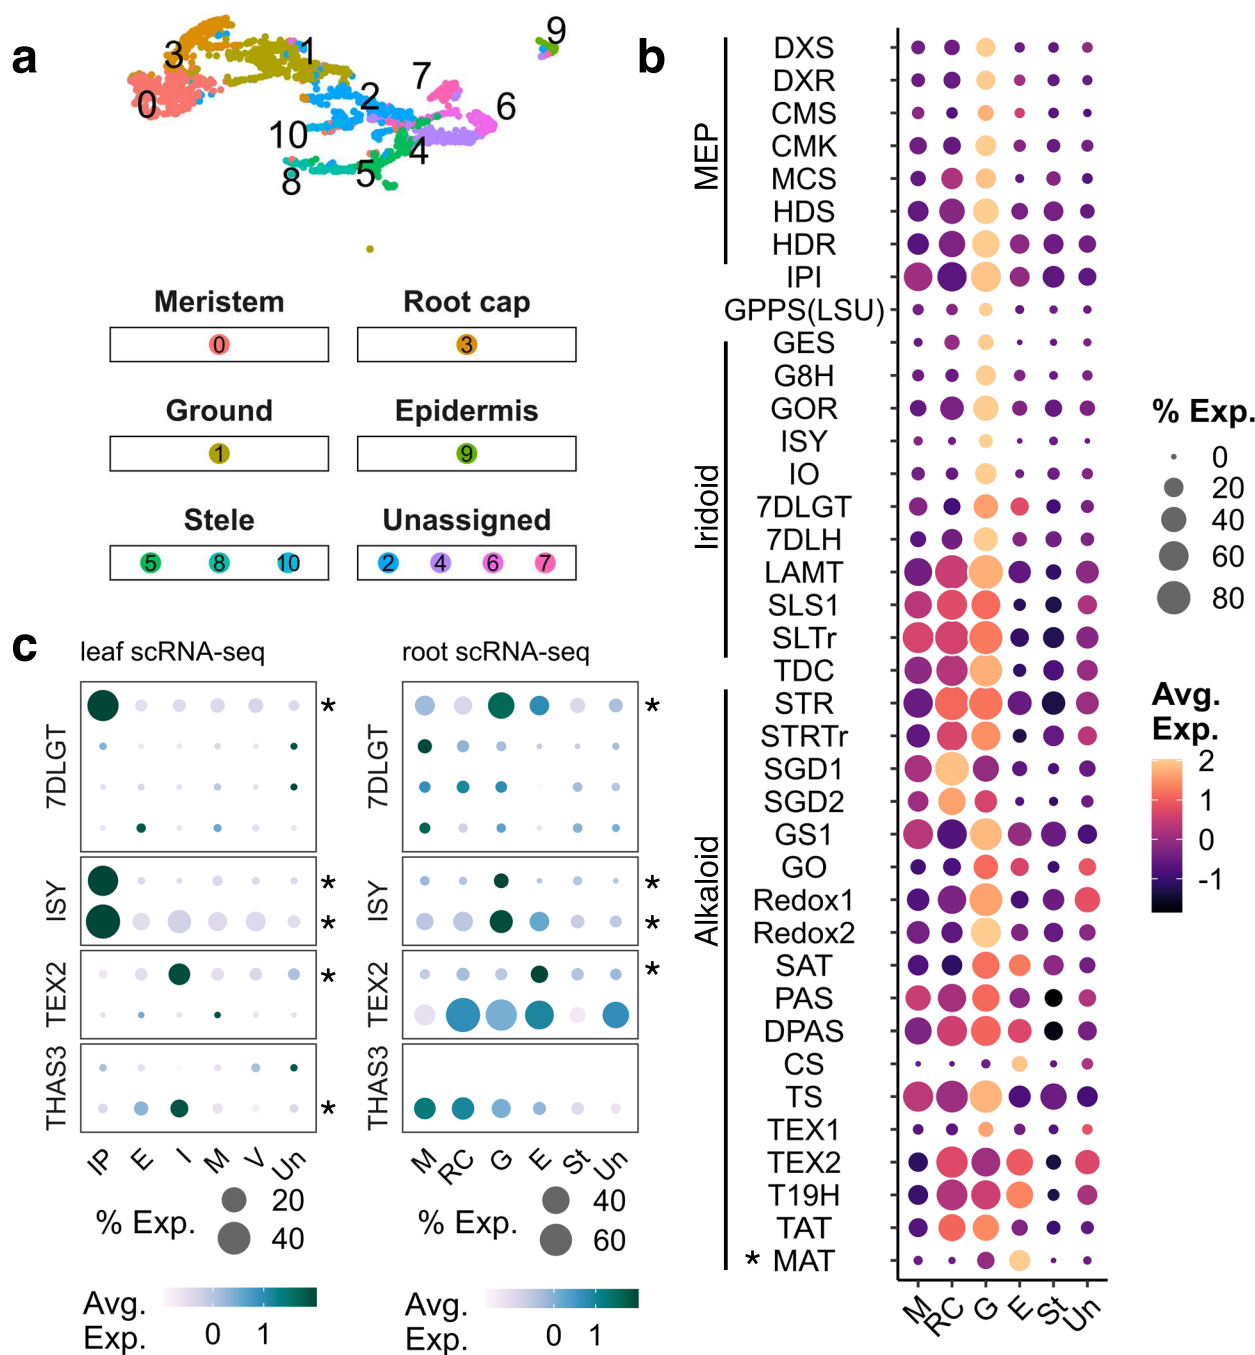 a
3
1
9
0
2
7
6
10
4
8
5
Meristem
Root cap
0
3
Ground
Epidermis
1
9
Stele
Unassigned
5 8 10
2 4 6 7
b
MEP
Iridoid
Alkaloid
DXS
DXR
CMS
CMK
MCS
HDS
HDR
IPI
GPPS(LSU)
GES
G8H
GOR
ISY
IO
7DLGT
7DLH
LAMT
SLS1
SLTr
TDC
STR
STRTr
SGD1
SGD2
GS1
GO
Redox1
Redox2
SAT
PAS
DPAS
CS
TS
TEX1
TEX2
T19H
TAT
* MAT
M RC G E St Un
% Exp.
0
20
40
60
80
Avg.
Exp.
2
1
0
-1
c
leaf scRNA-seq
7DLGT
*
ISY
*
*
TEX2
*
THAS3
*
IP E I M V Un
% Exp.
20
40
Avg.
Exp.
0 1
root scRNA-seq
7DLGT
*
ISY
*
*
TEX2
*
THAS3
M RC G E St Un
% Exp.
40
60
Avg.
Exp.
0 1